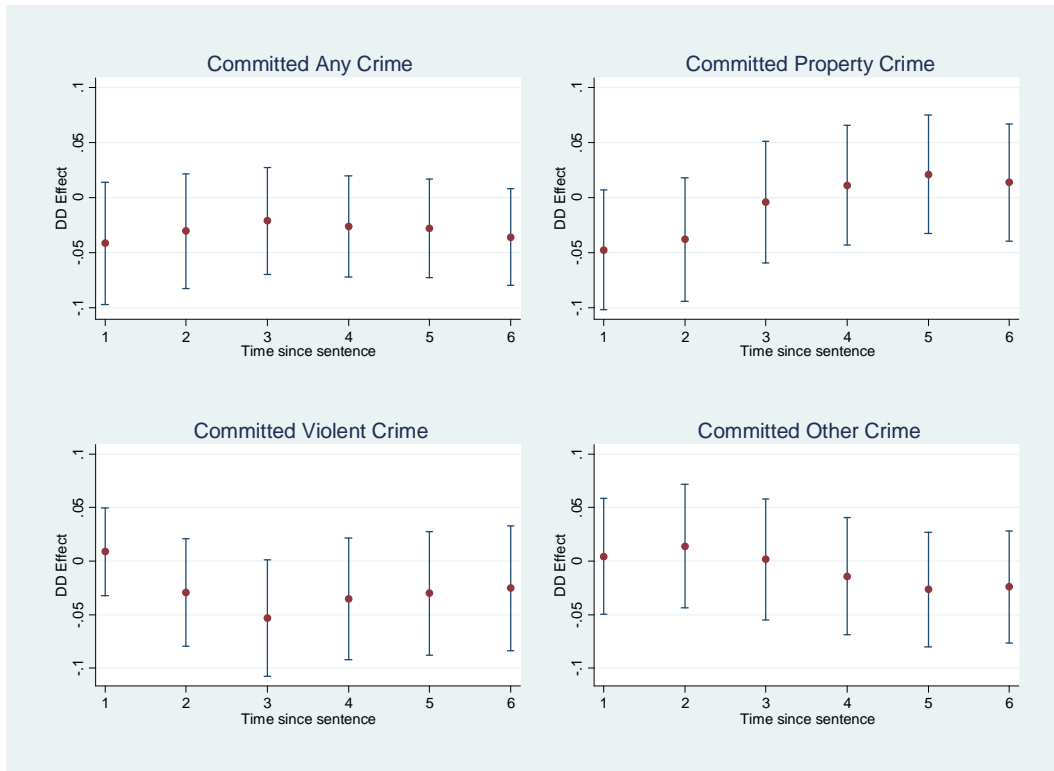 Committed Any Crime
DD Effect
.1
.05
0
-.05
-.1
1 2 3 4 5 6
Time since sentence
Committed Property Crime
DD Effect
.1
.05
0
-.05
-.1
1 2 3 4 5 6
Time since sentence
Committed Violent Crime
DD Effect
.1
.05
0
-.05
-.1
1 2 3 4 5 6
Time since sentence
Committed Other Crime
DD Effect
.1
.05
0
-.05
-.1
1 2 3 4 5 6
Time since sentence